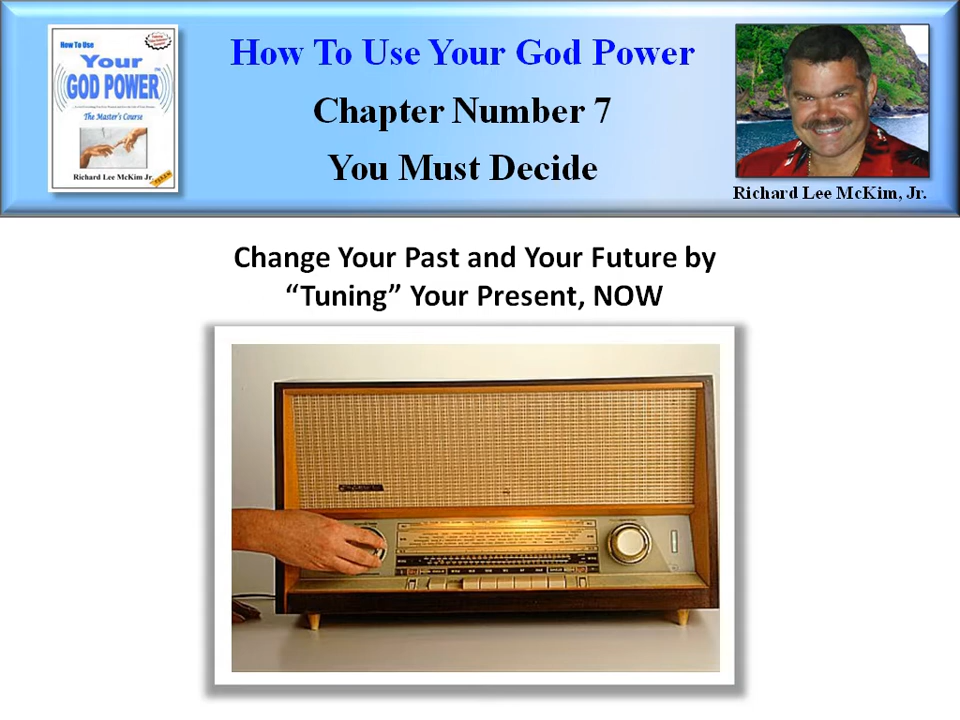 How To Use
Your
GOD POWER™
The Master's Course
Richard Lee McKim Jr.
How To Use Your God Power
Chapter Number 7
You Must Decide
Richard Lee McKim, Jr.
Change Your Past and Your Future by
“Tuning” Your Present, NOW